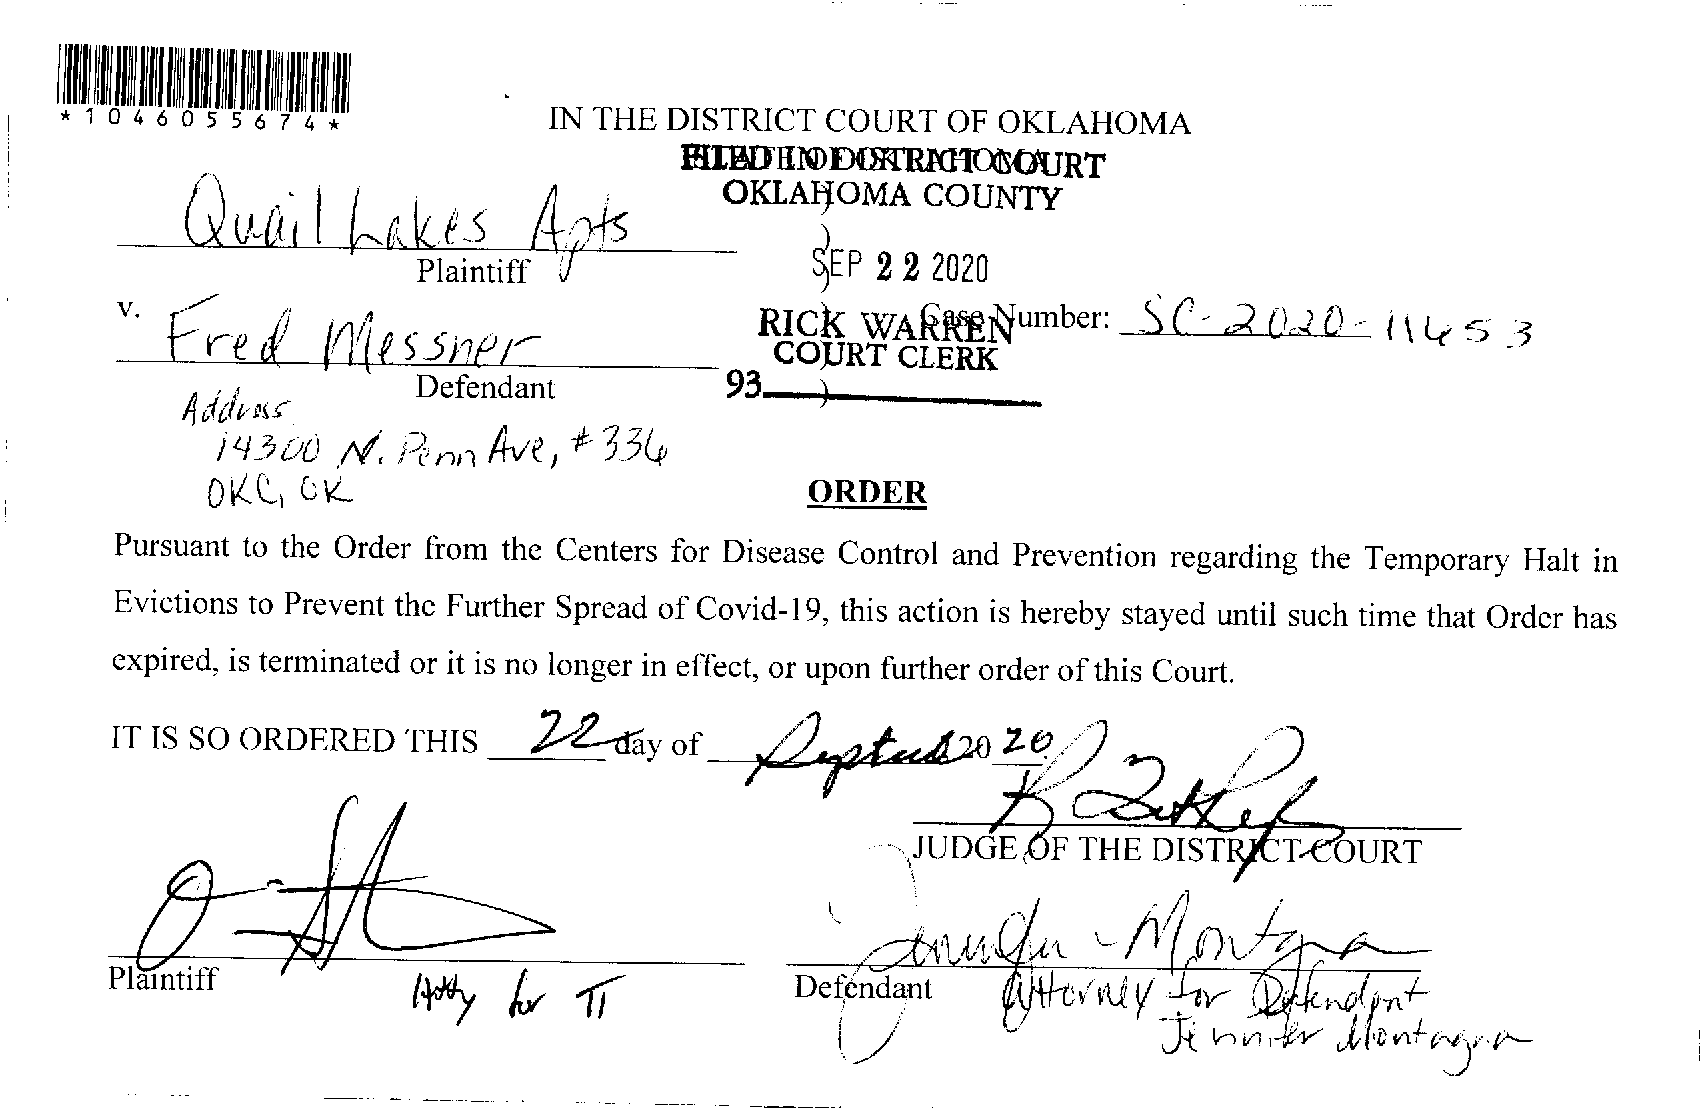 *1046055674*
IN THE DISTRICT COURT OF OKLAHOMA
FILED IN DISTRICT COURT
OKLAHOMA COUNTY
Quail Lakes Apts
Plaintiff
SEP 22 2020
v.
Fred Messner
Defendant
RICK WARREN
COURT CLERK
93
Case Number: SC-2020-11653
Address
14300 N. Penn Ave, #336
OKC, OK
ORDER
Pursuant to the Order from the Centers for Disease Control and Prevention regarding the Temporary Halt in
Evictions to Prevent the Further Spread of Covid-19, this action is hereby stayed until such time that Order has
expired, is terminated or it is no longer in effect, or upon further order of this Court.
IT IS SO ORDERED THIS 22 day of 2020.
JUDGE OF THE DISTRICT COURT
Plaintiff
Atty for π
Jennifer Montagna
Defendant
Attorney for Defendant
Jennifer Montagna